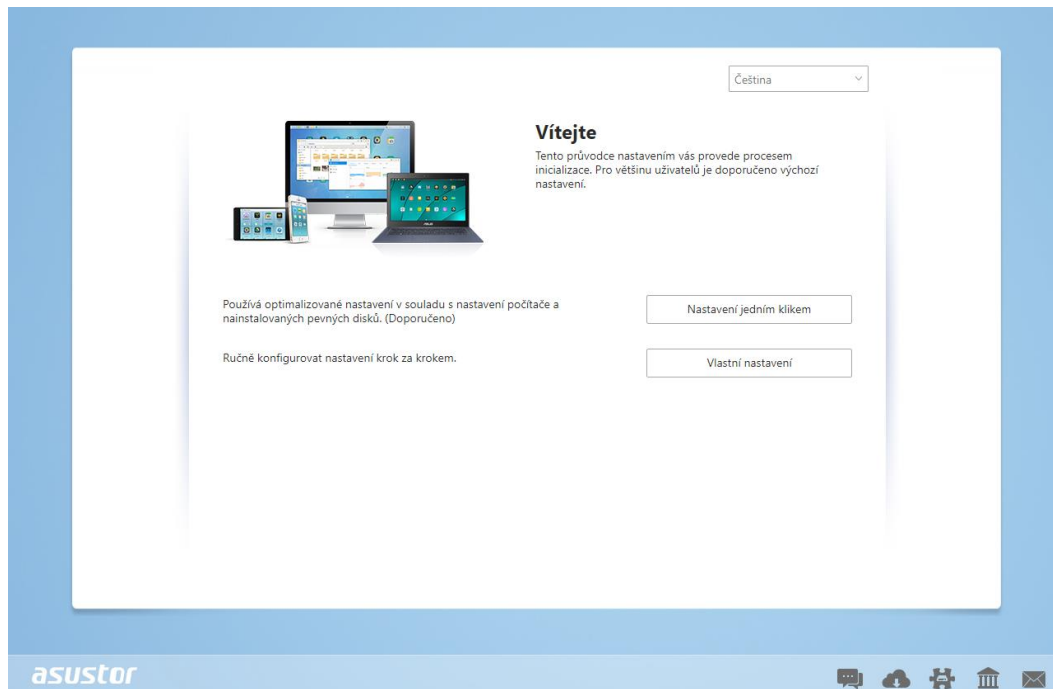 Čeština
Vítejte
Tento průvodce nastavením vás provede procesem
inicializace. Pro většinu uživatelů je doporučeno výchozí
nastavení.
Používá optimalizované nastavení v souladu s nastavení počítače a
nainstalovaných pevných disků. (Doporučeno)
Nastavení jedním klikem
Ručně konfigurovat nastavení krok za krokem.
Vlastní nastavení
asustor